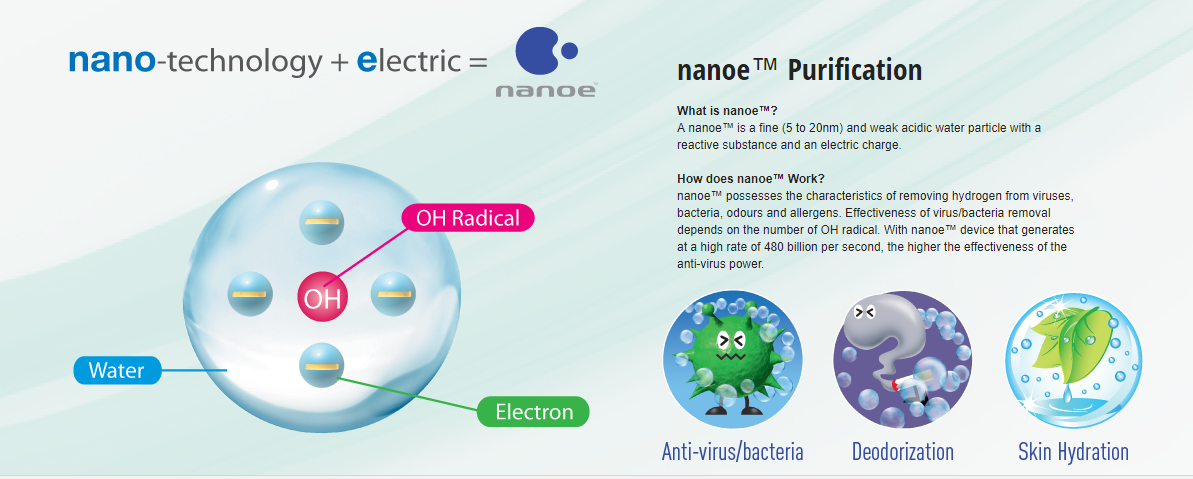 nano-technology + electric =
nanoe™
nanoe™ Purification
What is nanoe™?
A nanoe™ is a fine (5 to 20nm) and weak acidic water particle with a
reactive substance and an electric charge.
How does nanoe™ Work?
nanoe™ possesses the characteristics of removing hydrogen from viruses,
bacteria, odours and allergens. Effectiveness of virus/bacteria removal
depends on the number of OH radical. With nanoe™ device that generates
at a high rate of 480 billion per second, the higher the effectiveness of the
anti-virus power.
OH Radical
OH
Water
Electron
Anti-virus/bacteria
Deodorization
Skin Hydration